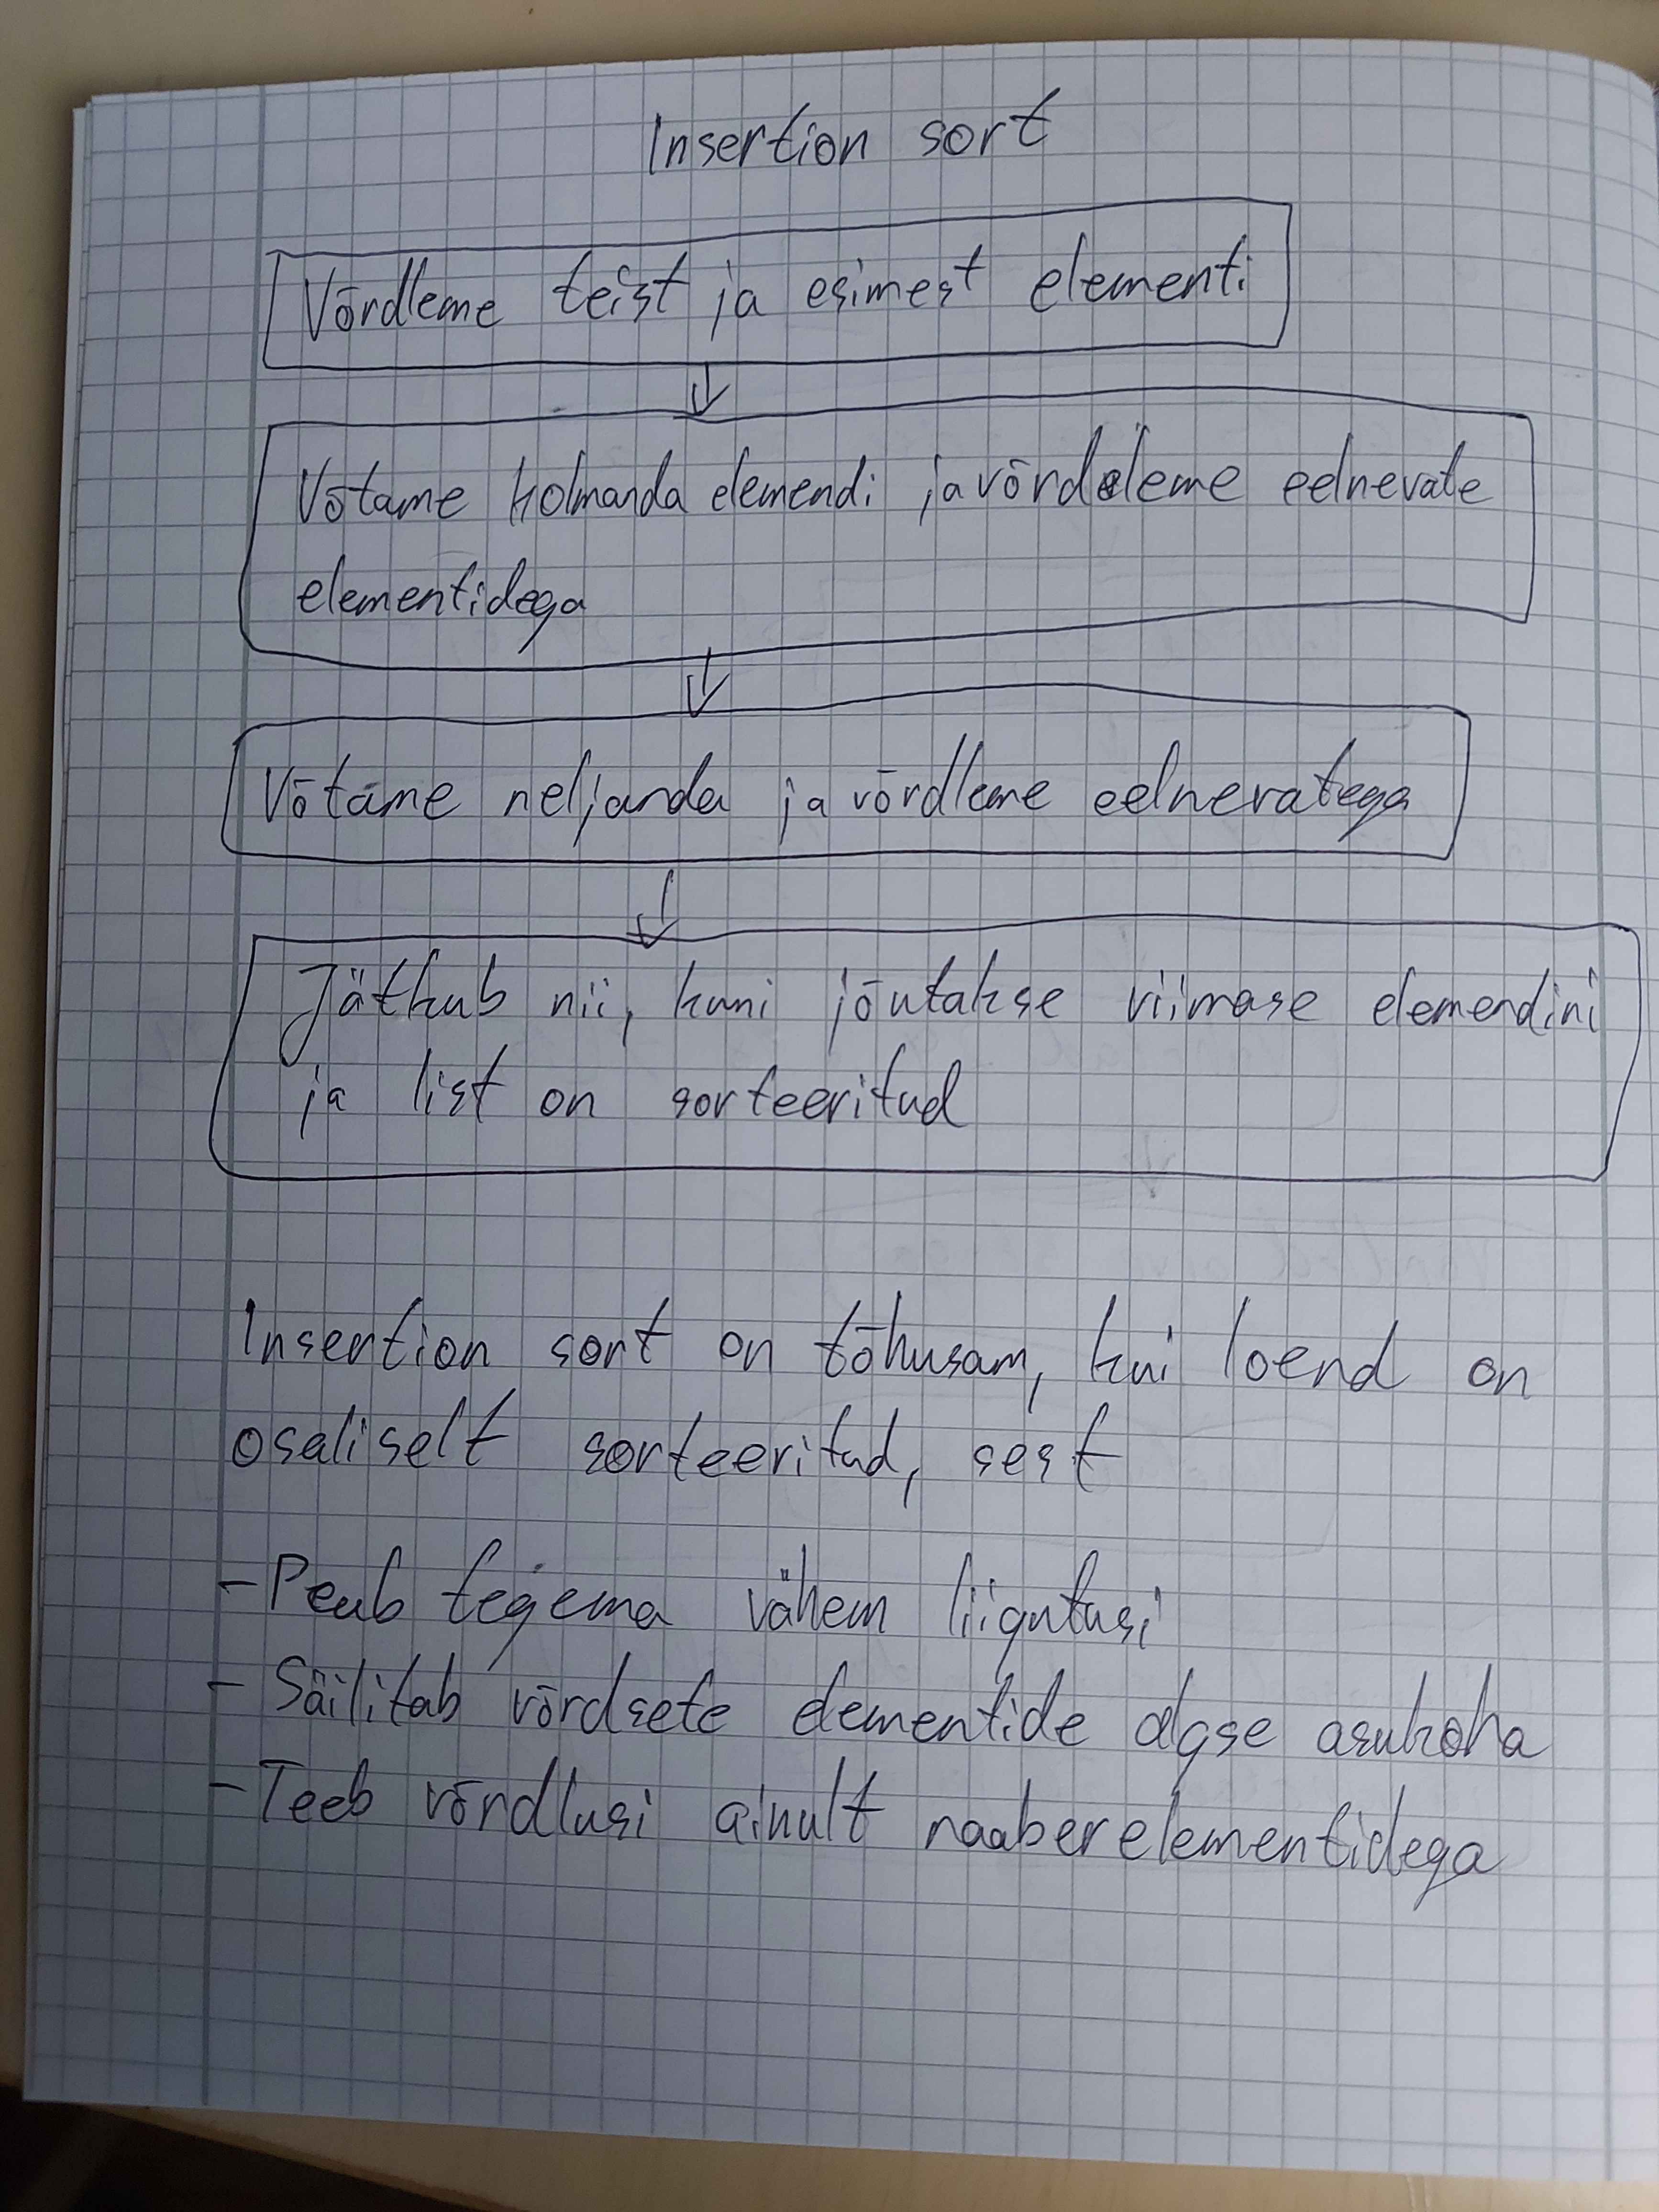 Insertion sort
Võrdleme teist ja esimest elementi
Võtame kolmanda elemendi ja võrdeleme eelnevate
elementidega
Võtame neljanda ja võrdleme eelnevatega
Jätkub nii, kuni jõutakse viimase elemendini
ja list on sorteeritud
Insertion sort on tõhusam, kui loend on
osaliselt sorteeritud, sest
- Peab tegema vähem liigutusi
- Säilitab võrdsete elementide algse asukoha
- Teeb võrdlusi ainult naaberelementidega